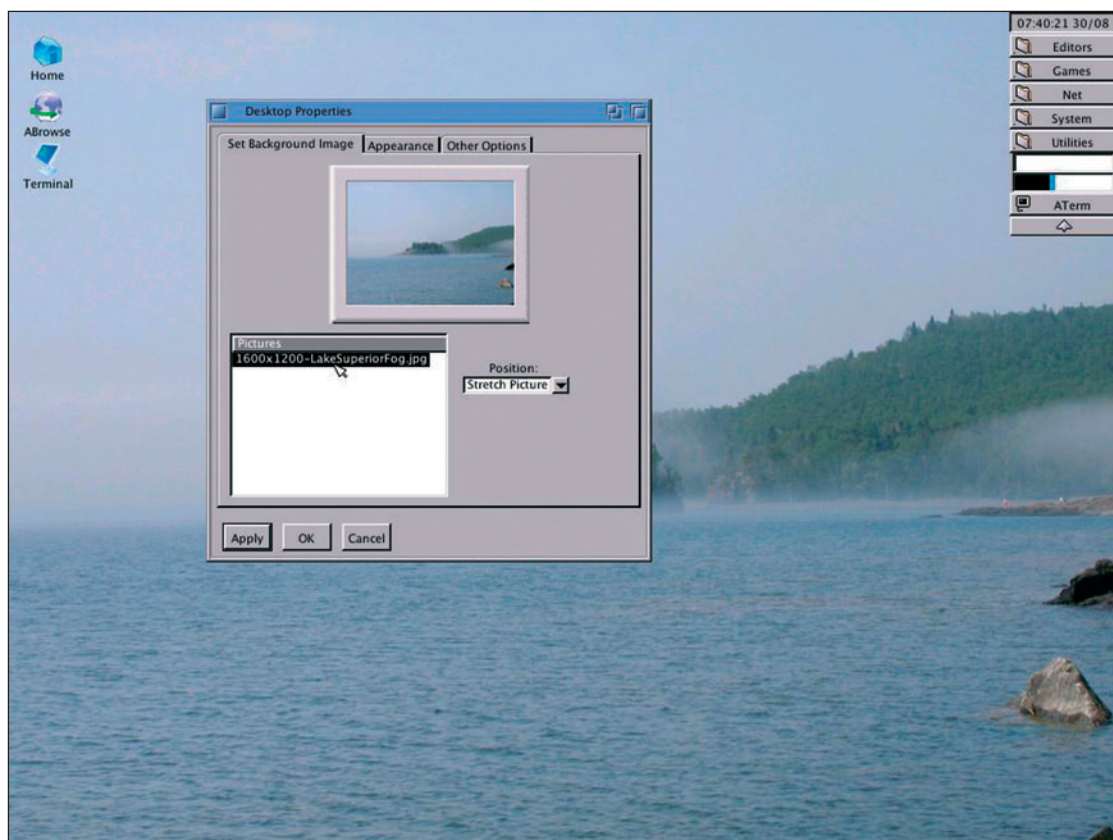 Home
ABrowse
Terminal
Desktop Properties
Set Background Image Appearance Other Options
Pictures
1600x1200-LakeSuperiorFog.jpg
Position:
Stretch Picture
Apply OK Cancel
07:40:21 30/08
Editors
Games
Net
System
Utilities
ATerm